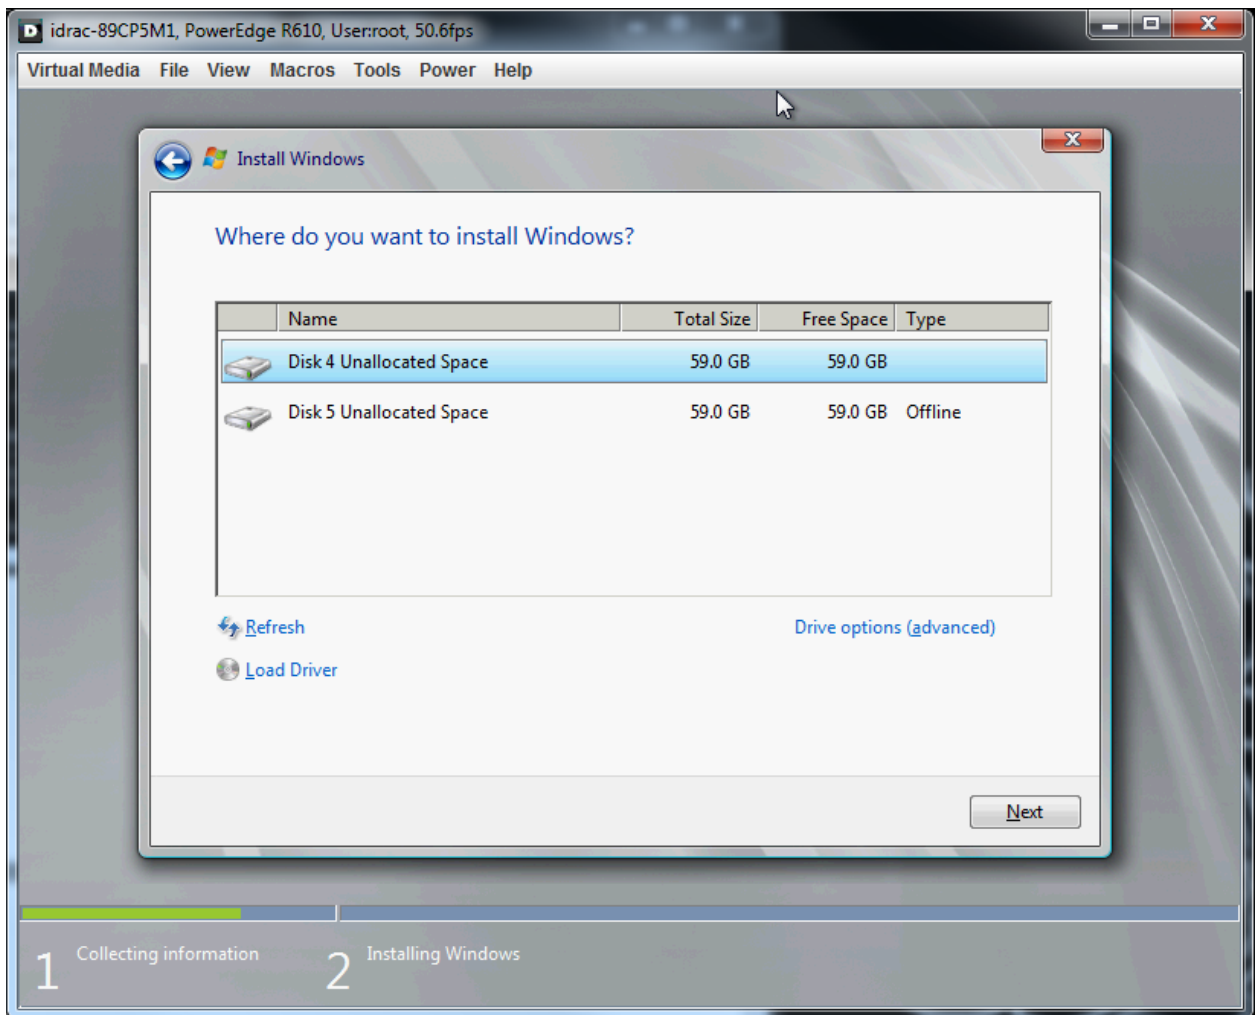 idrac-89CP5M1, PowerEdge R610, User:root, 50.6fps
Virtual Media File View Macros Tools Power Help
Install Windows
Where do you want to install Windows?
Name Total Size Free Space Type
Disk 4 Unallocated Space 59.0 GB 59.0 GB
Disk 5 Unallocated Space 59.0 GB 59.0 GB Offline
Refresh Drive options (advanced)
Load Driver
Next
1 Collecting information 2 Installing Windows